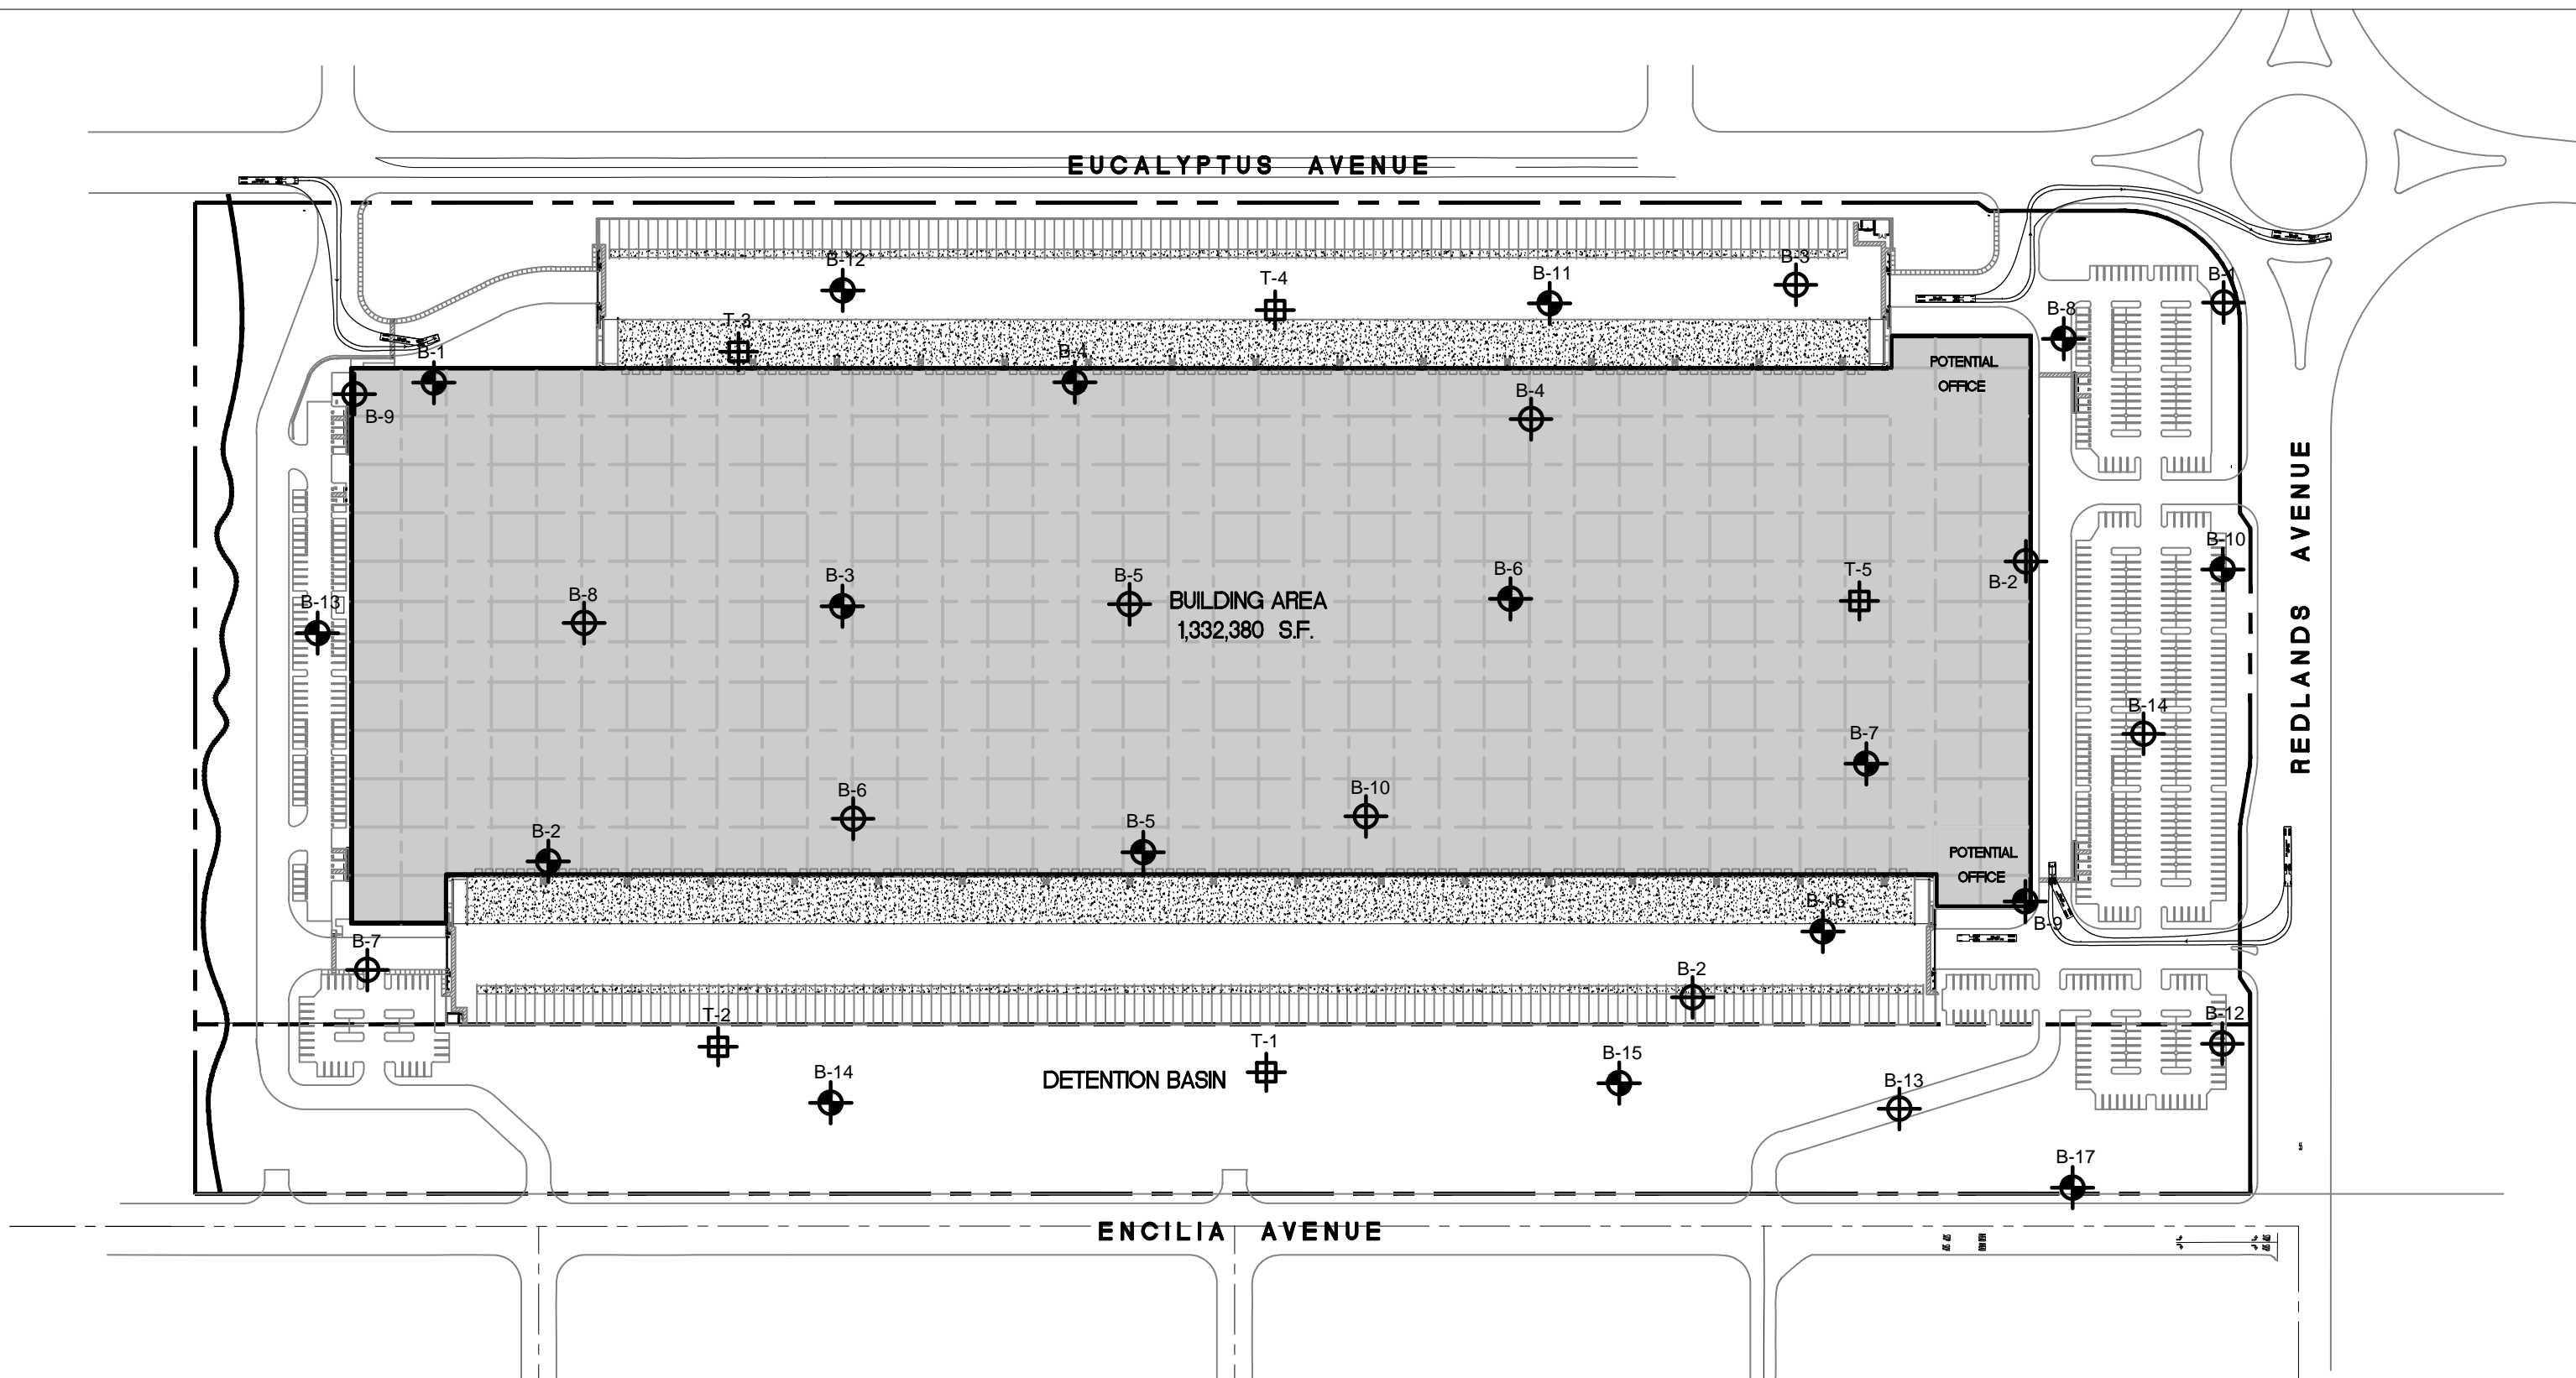 EUCALYPTUS AVENUE
B-12
B-3
T-4
B-11
B-1
B-8
T-3
B-1
B-4
POTENTIAL
OFFICE
B-4
B-9
REDLANDS AVENUE
B-10
B-3
B-5
B-6
T-5
B-2
B-8
B-13
BUILDING AREA
1,332,380 S.F.
B-14
B-7
B-6
B-10
B-2
B-5
POTENTIAL
OFFICE
B-16
B-9
B-7
B-2
T-2
B-12
T-1
B-15
B-14
DETENTION BASIN
B-13
B-17
ENCILIA AVENUE